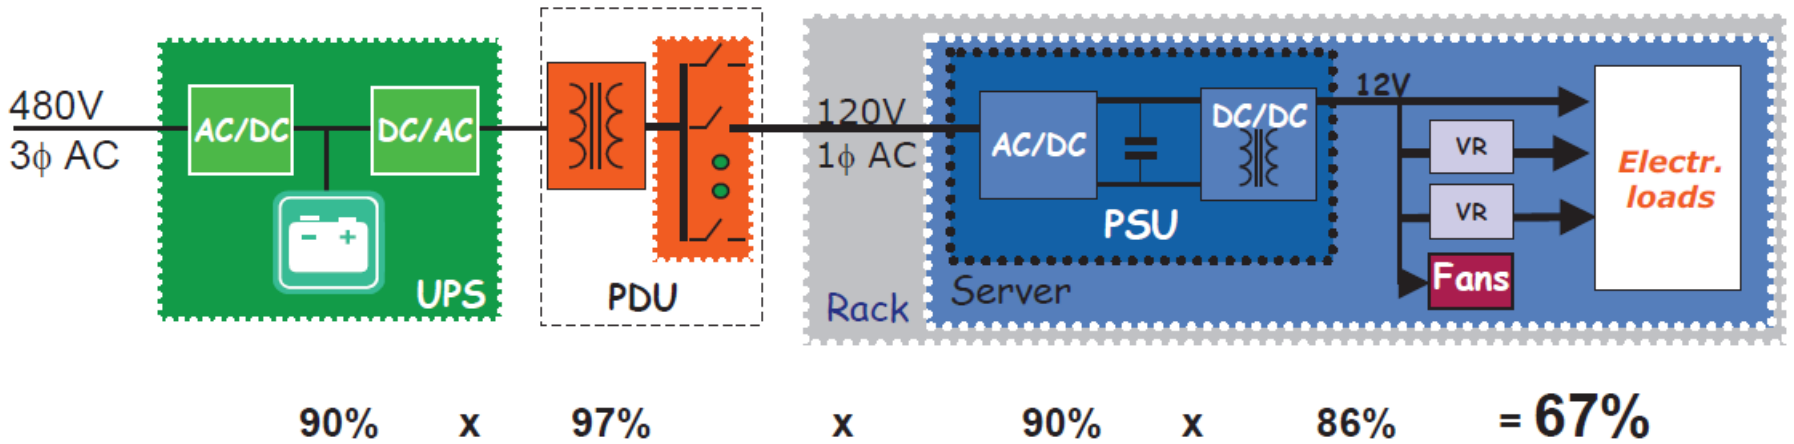 480V
3ϕ AC
AC/DC
DC/AC
- +
UPS
PDU
120V
1ϕ AC
Rack
Server
AC/DC
DC/DC
PSU
12V
VR
VR
Fans
Electr.
loads
90% x 97% x 90% x 86% = 67%